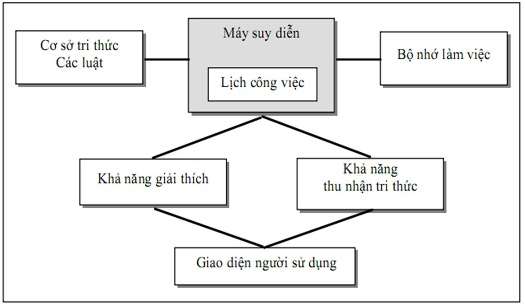 Cơ sở tri thức
Các luật
Máy suy diễn
Lịch công việc
Bộ nhớ làm việc
Khả năng giải thích
Khả năng
thu nhận tri thức
Giao diện người sử dụng